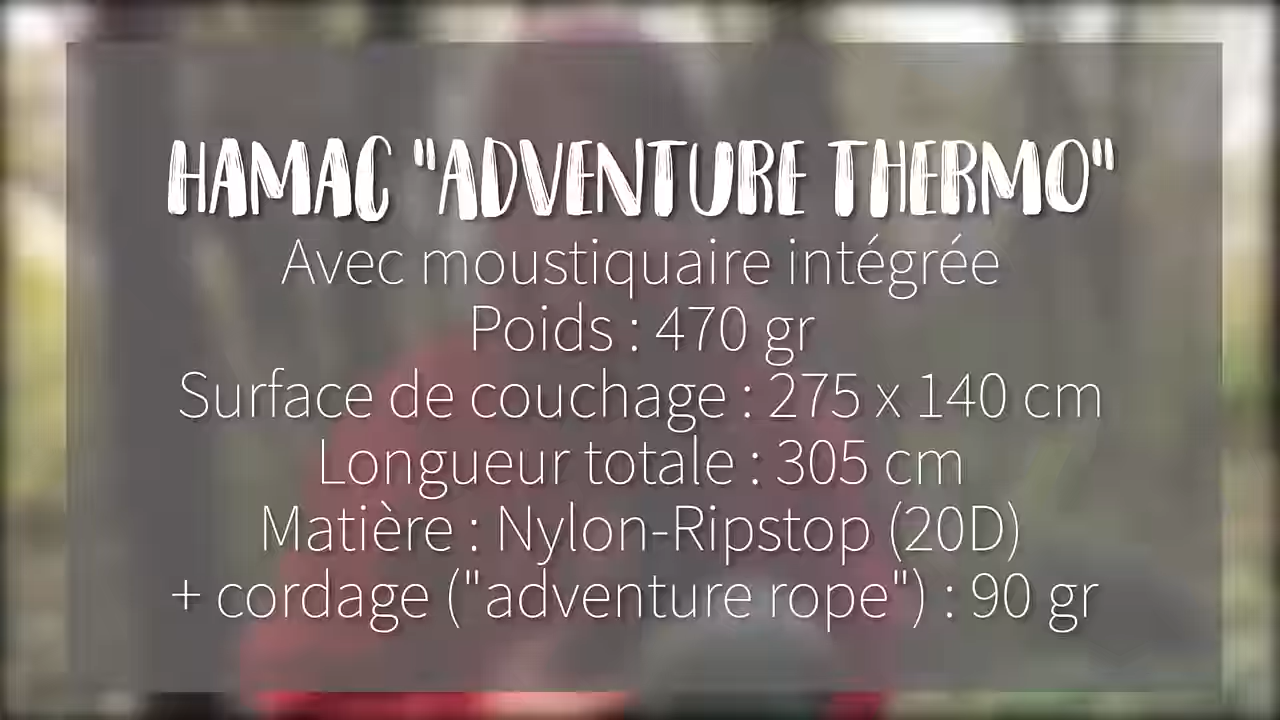 HAMAC "ADVENTURE THERMO"
Avec moustiquaire intégrée
Poids : 470 gr
Surface de couchage : 275 x 140 cm
Longueur totale : 305 cm
Matière : Nylon-Ripstop (20D)
+ cordage ("adventure rope") : 90 gr